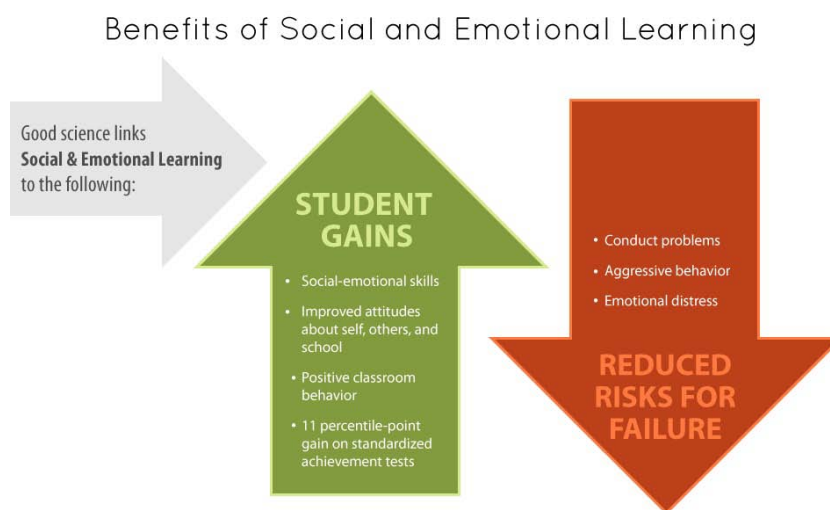 Benefits of Social and Emotional Learning
Good science links
Social & Emotional Learning
to the following:
STUDENT
GAINS
• Social-emotional skills
• Improved attitudes
about self, others, and
school
• Positive classroom
behavior
• 11 percentile-point
gain on standardized
achievement tests
• Conduct problems
• Aggressive behavior
• Emotional distress
REDUCED
RISKS FOR
FAILURE